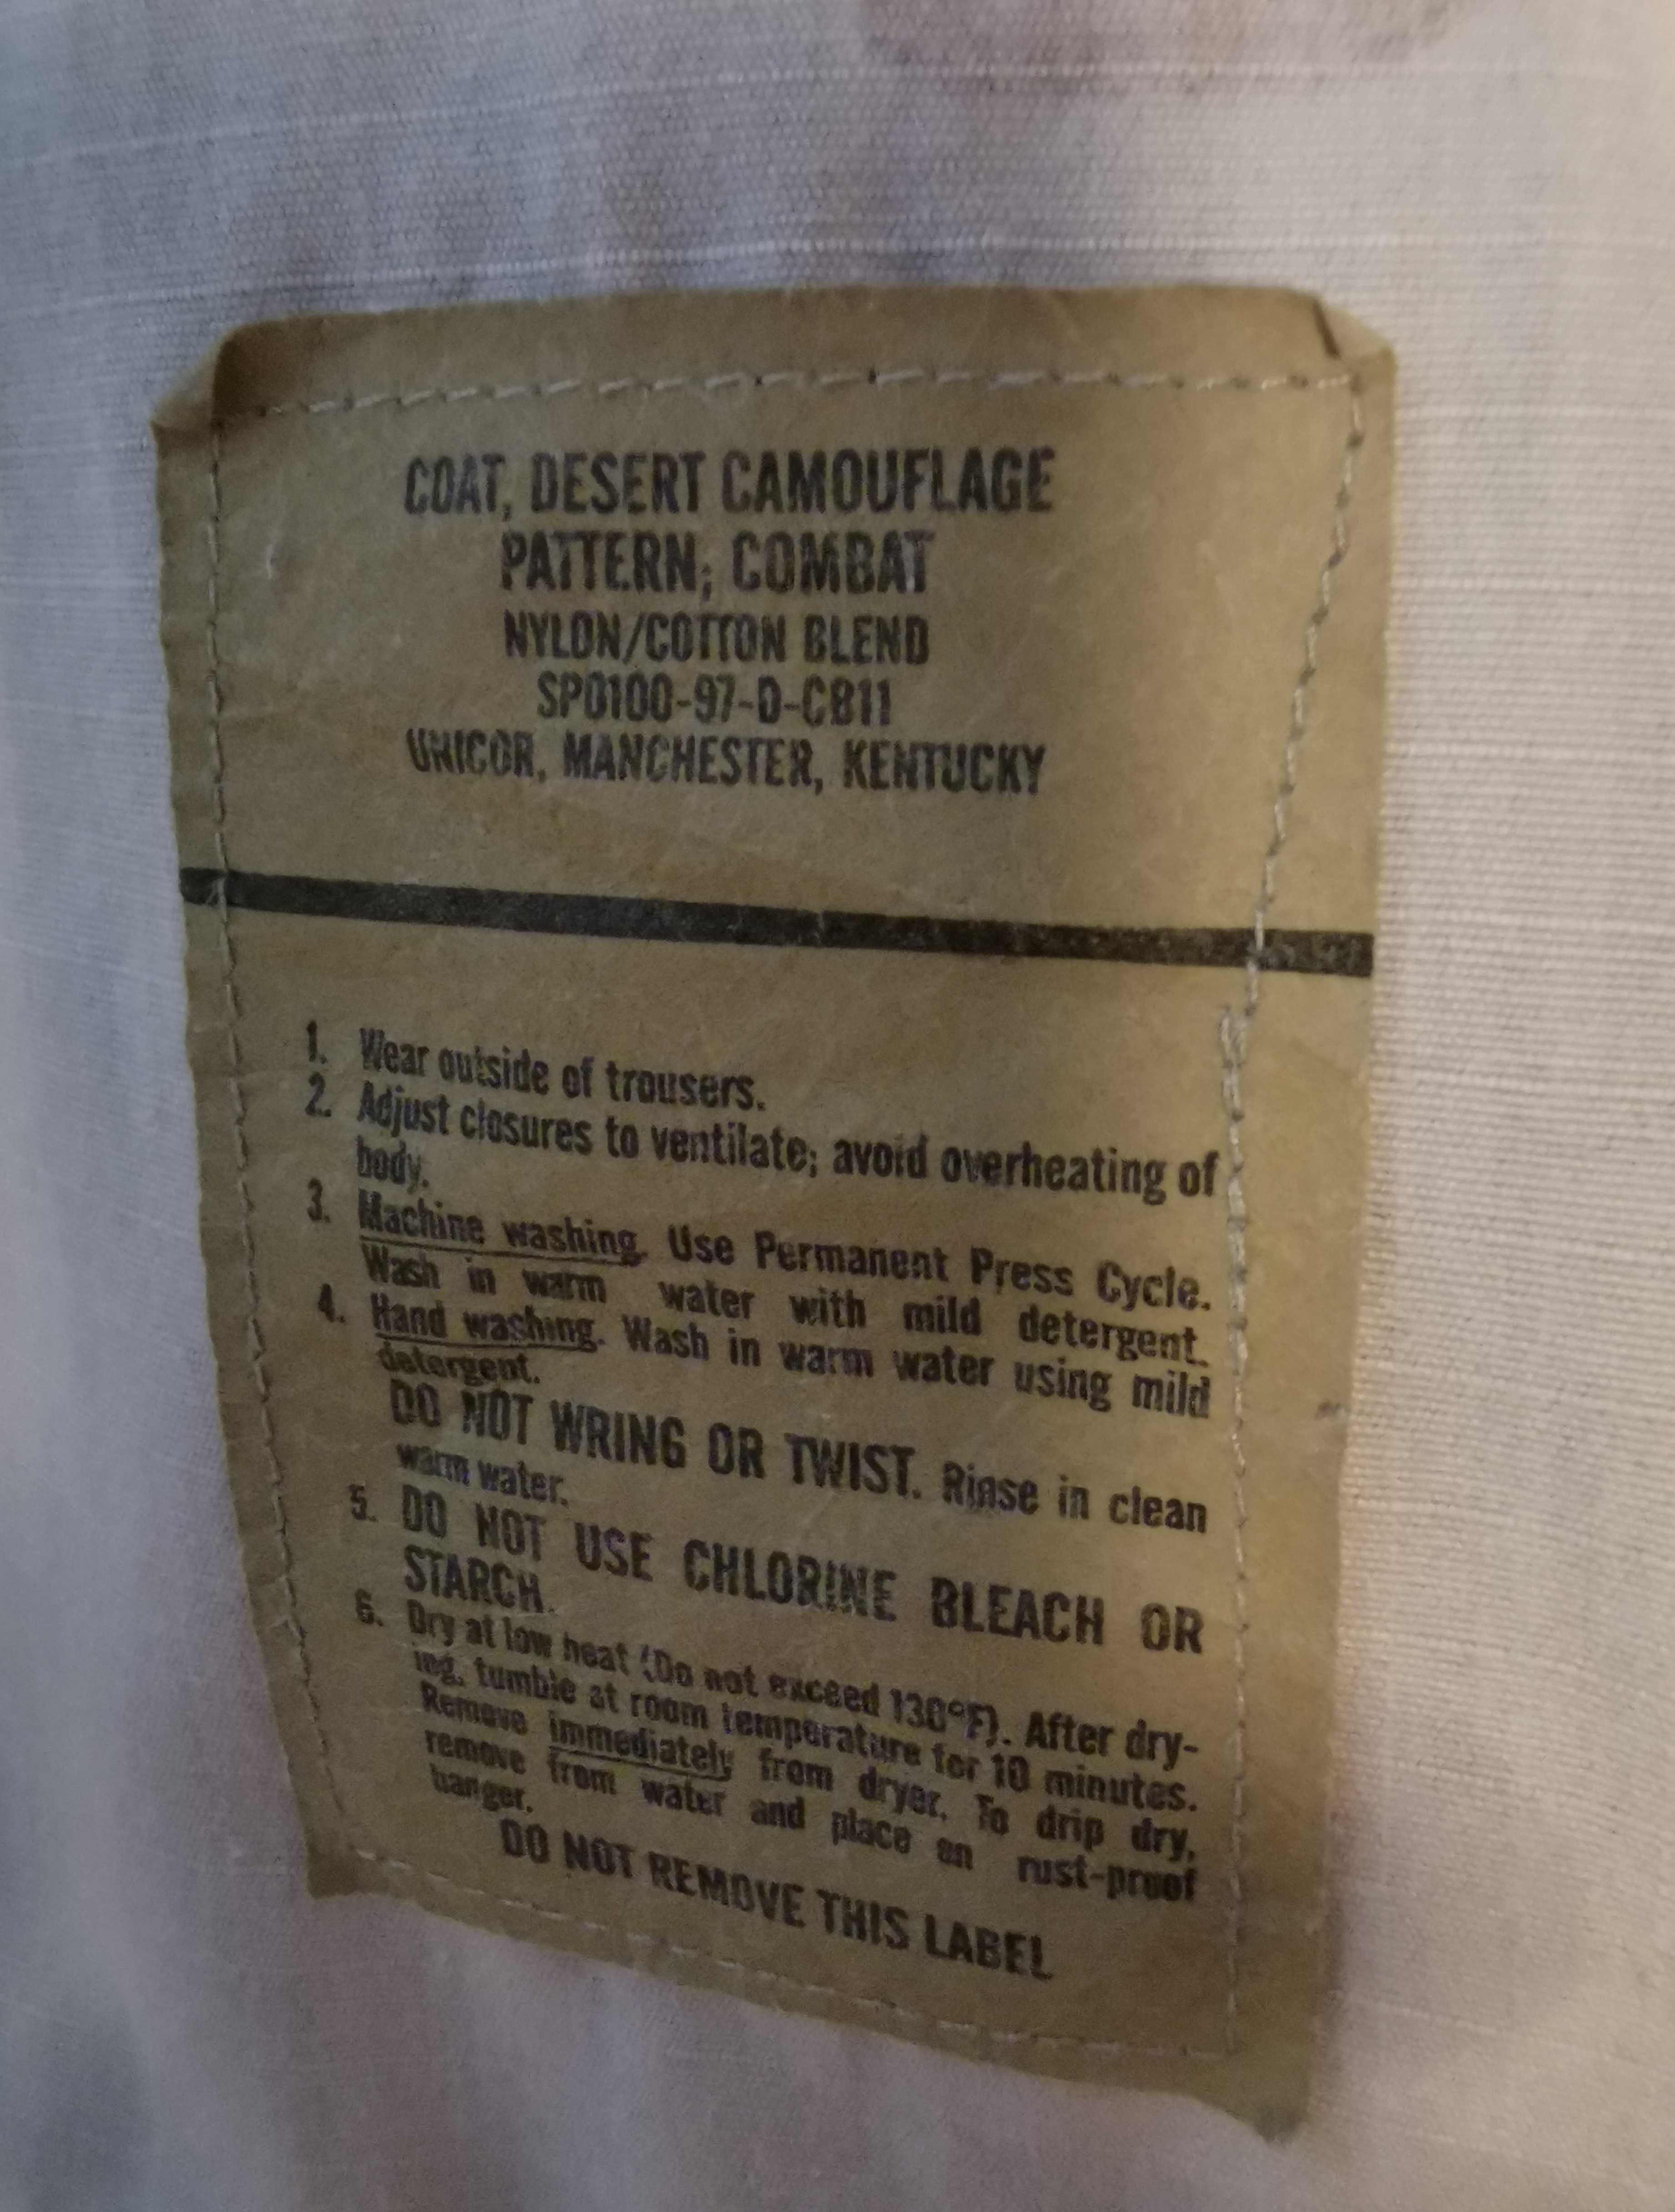 COAT, DESERT CAMOUFLAGE
PATTERN; COMBAT
NYLON/COTTON BLEND
SP0100-97-D-CB11
UNICOR, MANCHESTER, KENTUCKY
1. Wear outside of trousers.
2. Adjust closures to ventilate; avoid overheating of
body.
3. Machine washing. Use Permanent Press Cycle.
Wash in warm water with mild detergent.
4. Hand washing. Wash in warm water using mild
detergent.
DO NOT WRING OR TWIST. Rinse in clean
warm water.
5. DO NOT USE CHLORINE BLEACH OR
STARCH.
6. Dry at low heat (Do not exceed 130°F). After dry-
ing, tumble at room temperature for 10 minutes.
Remove immediately from dryer. To drip dry,
remove from water and place on rust-proof
hanger.
DO NOT REMOVE THIS LABEL